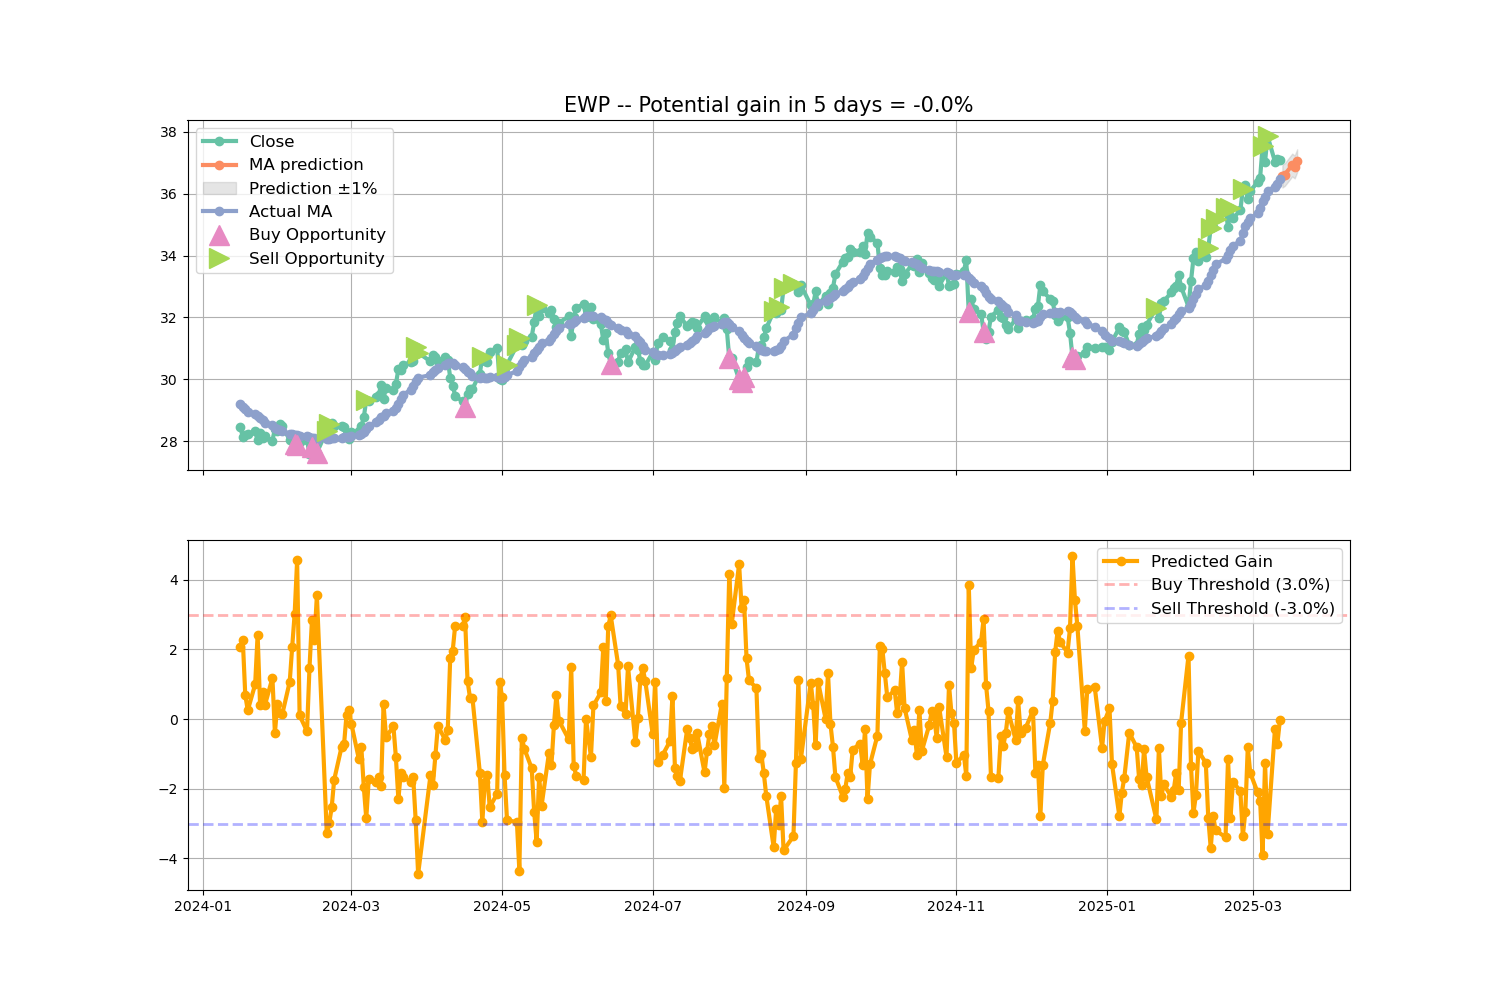 EWP -- Potential gain in 5 days = -0.0%
38
36
34
32
30
28
Close
MA prediction
Prediction ±1%
Actual MA
Buy Opportunity
Sell Opportunity
4
2
0
−2
−4
Predicted Gain
Buy Threshold (3.0%)
Sell Threshold (-3.0%)
2024-01 2024-03 2024-05 2024-07 2024-09 2024-11 2025-01 2025-03